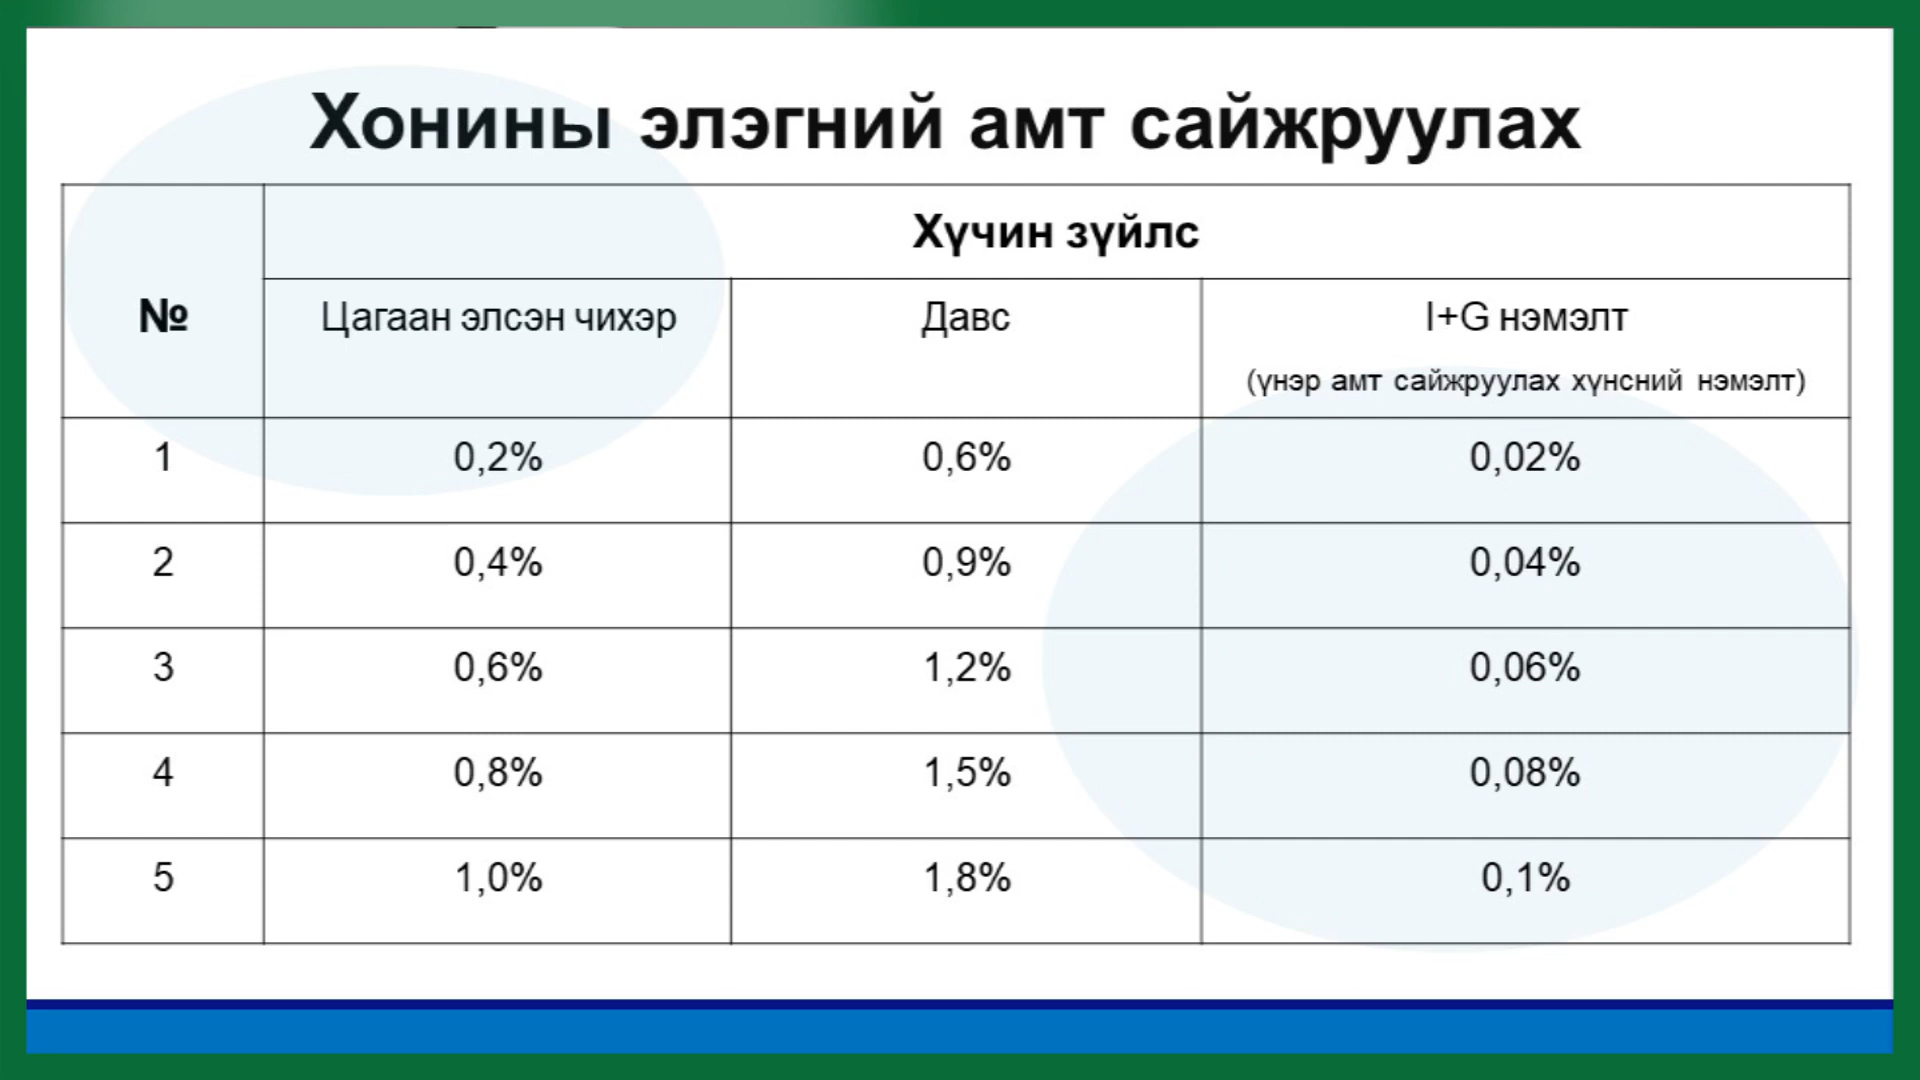 Хонины элэгний амт сайжруулах
№
Хүчин зүйлс
Цагаан элсэн чихэр
Давс
I+G нэмэлт
(үнэр амт сайжруулах хүнсний нэмэлт)
1 0,2% 0,6% 0,02%
2 0,4% 0,9% 0,04%
3 0,6% 1,2% 0,06%
4 0,8% 1,5% 0,08%
5 1,0% 1,8% 0,1%